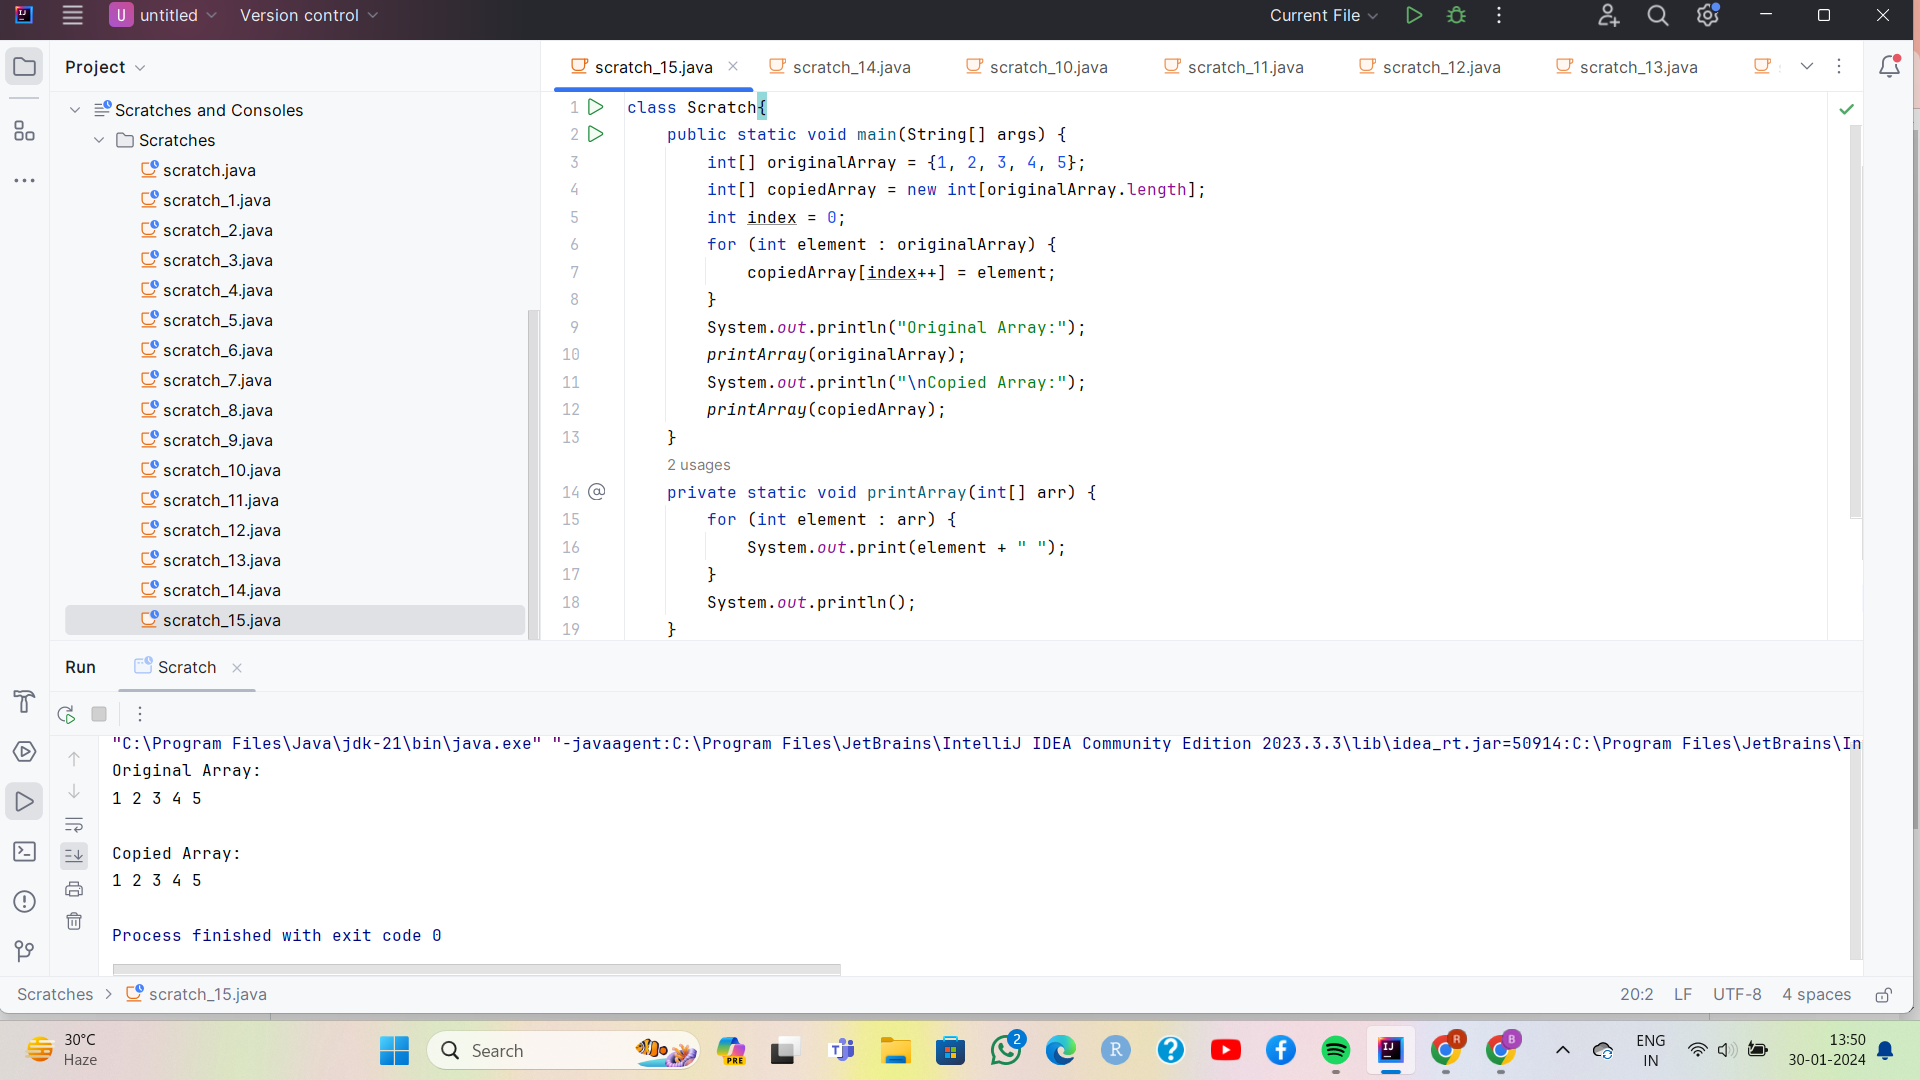 U untitled Version control Current File
Project
scratch_15.java scratch_14.java scratch_10.java scratch_11.java scratch_12.java scratch_13.java
Scratches and Consoles
Scratches
scratch.java
scratch_1.java
scratch_2.java
scratch_3.java
scratch_4.java
scratch_5.java
scratch_6.java
scratch_7.java
scratch_8.java
scratch_9.java
scratch_10.java
scratch_11.java
scratch_12.java
scratch_13.java
scratch_14.java
scratch_15.java
1 class Scratch{
2 public static void main(String[] args) {
3 int[] originalArray = {1, 2, 3, 4, 5};
4 int[] copiedArray = new int[originalArray.length];
5 int index = 0;
6 for (int element : originalArray) {
7 copiedArray[index++] = element;
8 }
9 System.out.println("Original Array:");
10 printArray(originalArray);
11 System.out.println("\nCopied Array:");
12 printArray(copiedArray);
13 }
2 usages
14 private static void printArray(int[] arr) {
15 for (int element : arr) {
16 System.out.print(element + " ");
17 }
18 System.out.println();
19 }
Run Scratch
"C:\Program Files\Java\jdk-21\bin\java.exe" "-javaagent:C:\Program Files\JetBrains\IntelliJ IDEA Community Edition 2023.3.3\lib\idea_rt.jar=50914:C:\Program Files\JetBrains\In
Original Array:
1 2 3 4 5
Copied Array:
1 2 3 4 5
Process finished with exit code 0
Scratches > scratch_15.java 20:2 LF UTF-8 4 spaces
30°C
Haze
Search
PRE
2
R
B
ENG
IN
13:50
30-01-2024